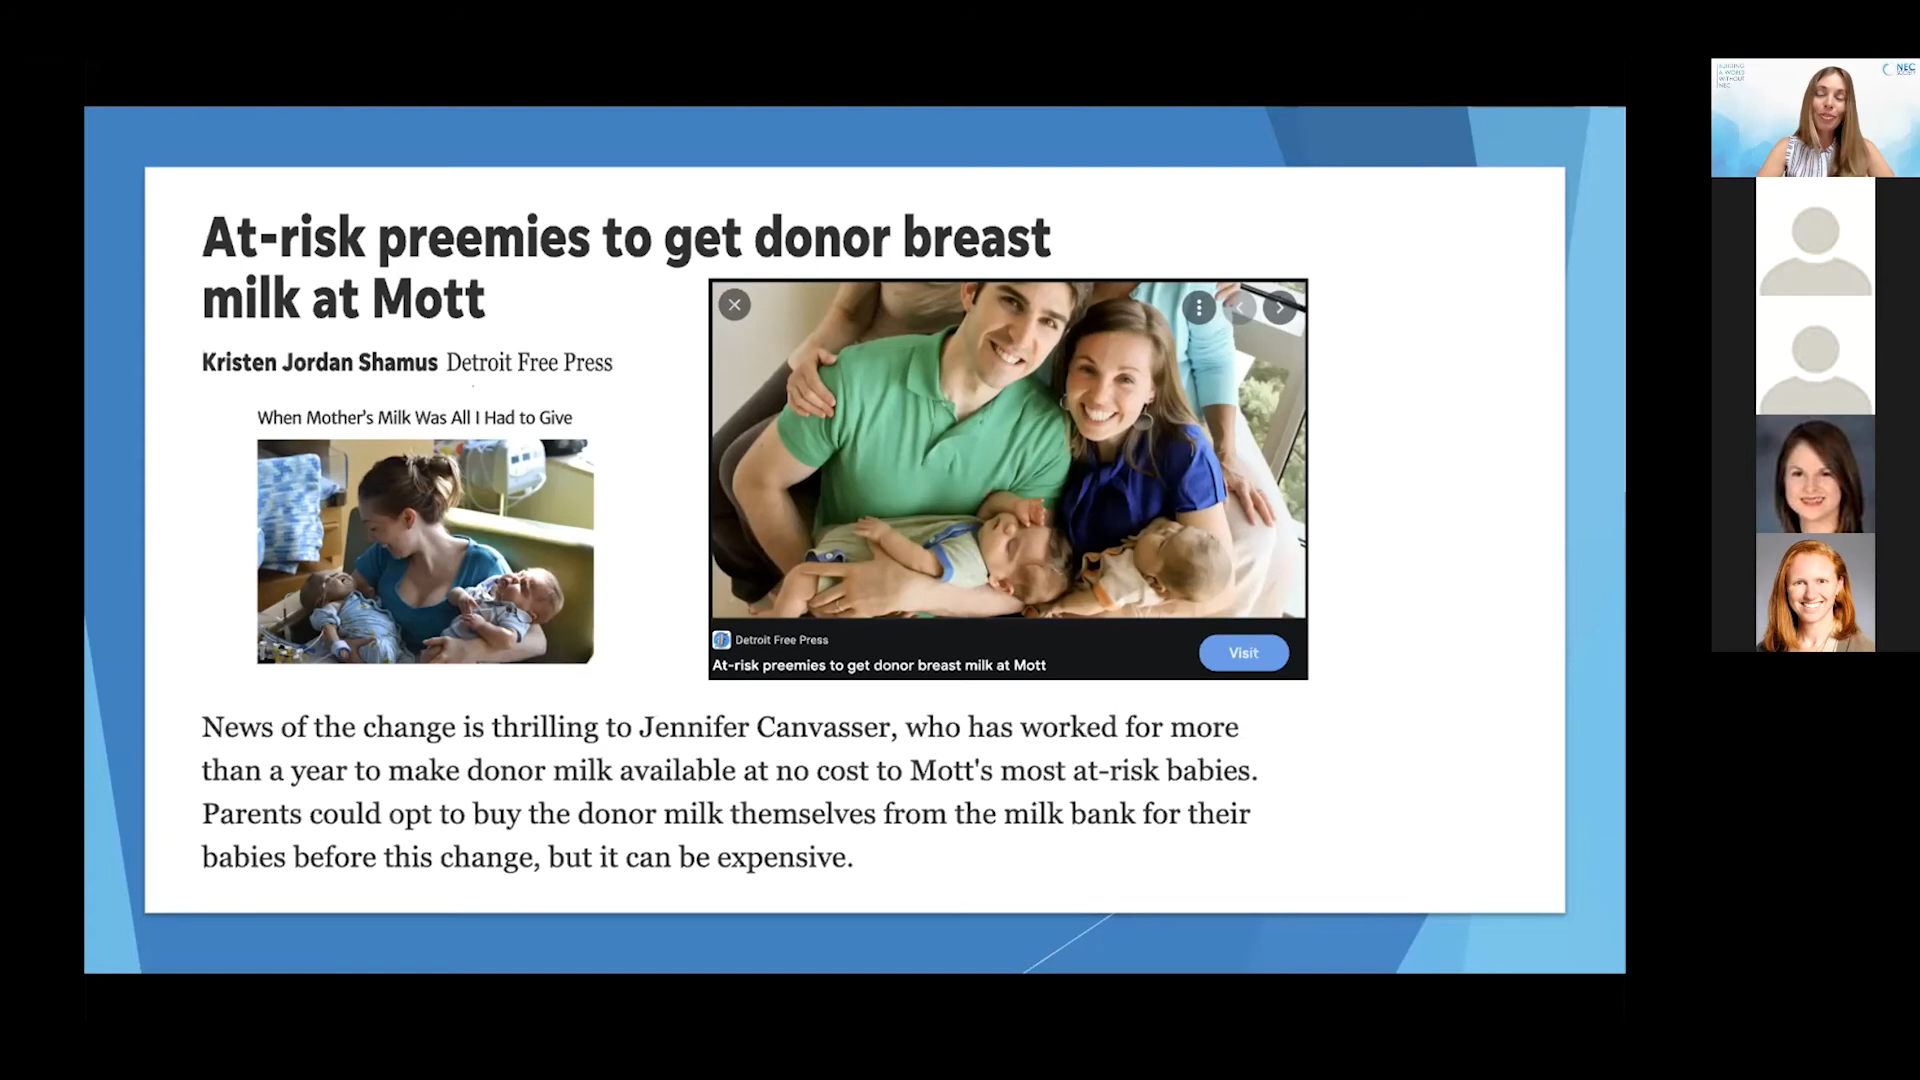 At-risk preemies to get donor breast
milk at Mott
Kristen Jordan Shamus Detroit Free Press
When Mother's Milk Was All I Had to Give
Detroit Free Press
At-risk preemies to get donor breast milk at Mott
Visit
News of the change is thrilling to Jennifer Canvasser, who has worked for more
than a year to make donor milk available at no cost to Mott's most at-risk babies.
Parents could opt to buy the donor milk themselves from the milk bank for their
babies before this change, but it can be expensive.
A WORLD
WITHOUT
NEC
NEC
SOCIETY